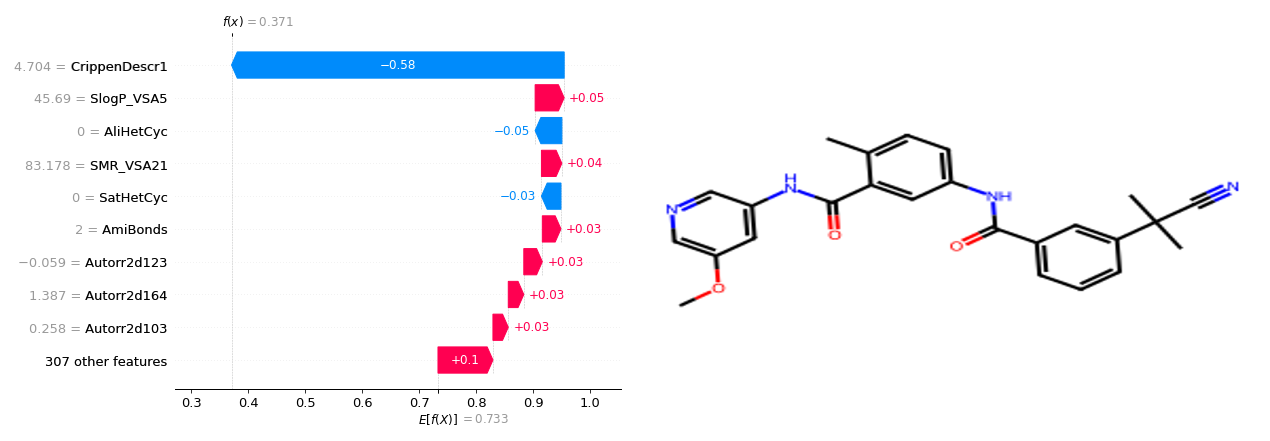 f(x) = 0.371
4.704 = CrippenDescr1
−0.58
45.69 = SlogP_VSA5
+0.05
0 = AliHetCyc
−0.05
83.178 = SMR_VSA21
+0.04
0 = SatHetCyc
−0.03
2 = AmiBonds
+0.03
−0.059 = Autorr2d123
+0.03
1.387 = Autorr2d164
+0.03
0.258 = Autorr2d103
+0.03
307 other features
+0.1
0.3 0.4 0.5 0.6 0.7 0.8 0.9 1.0
E[f(X)] = 0.733
N
H
N
O
O
NH
O
N